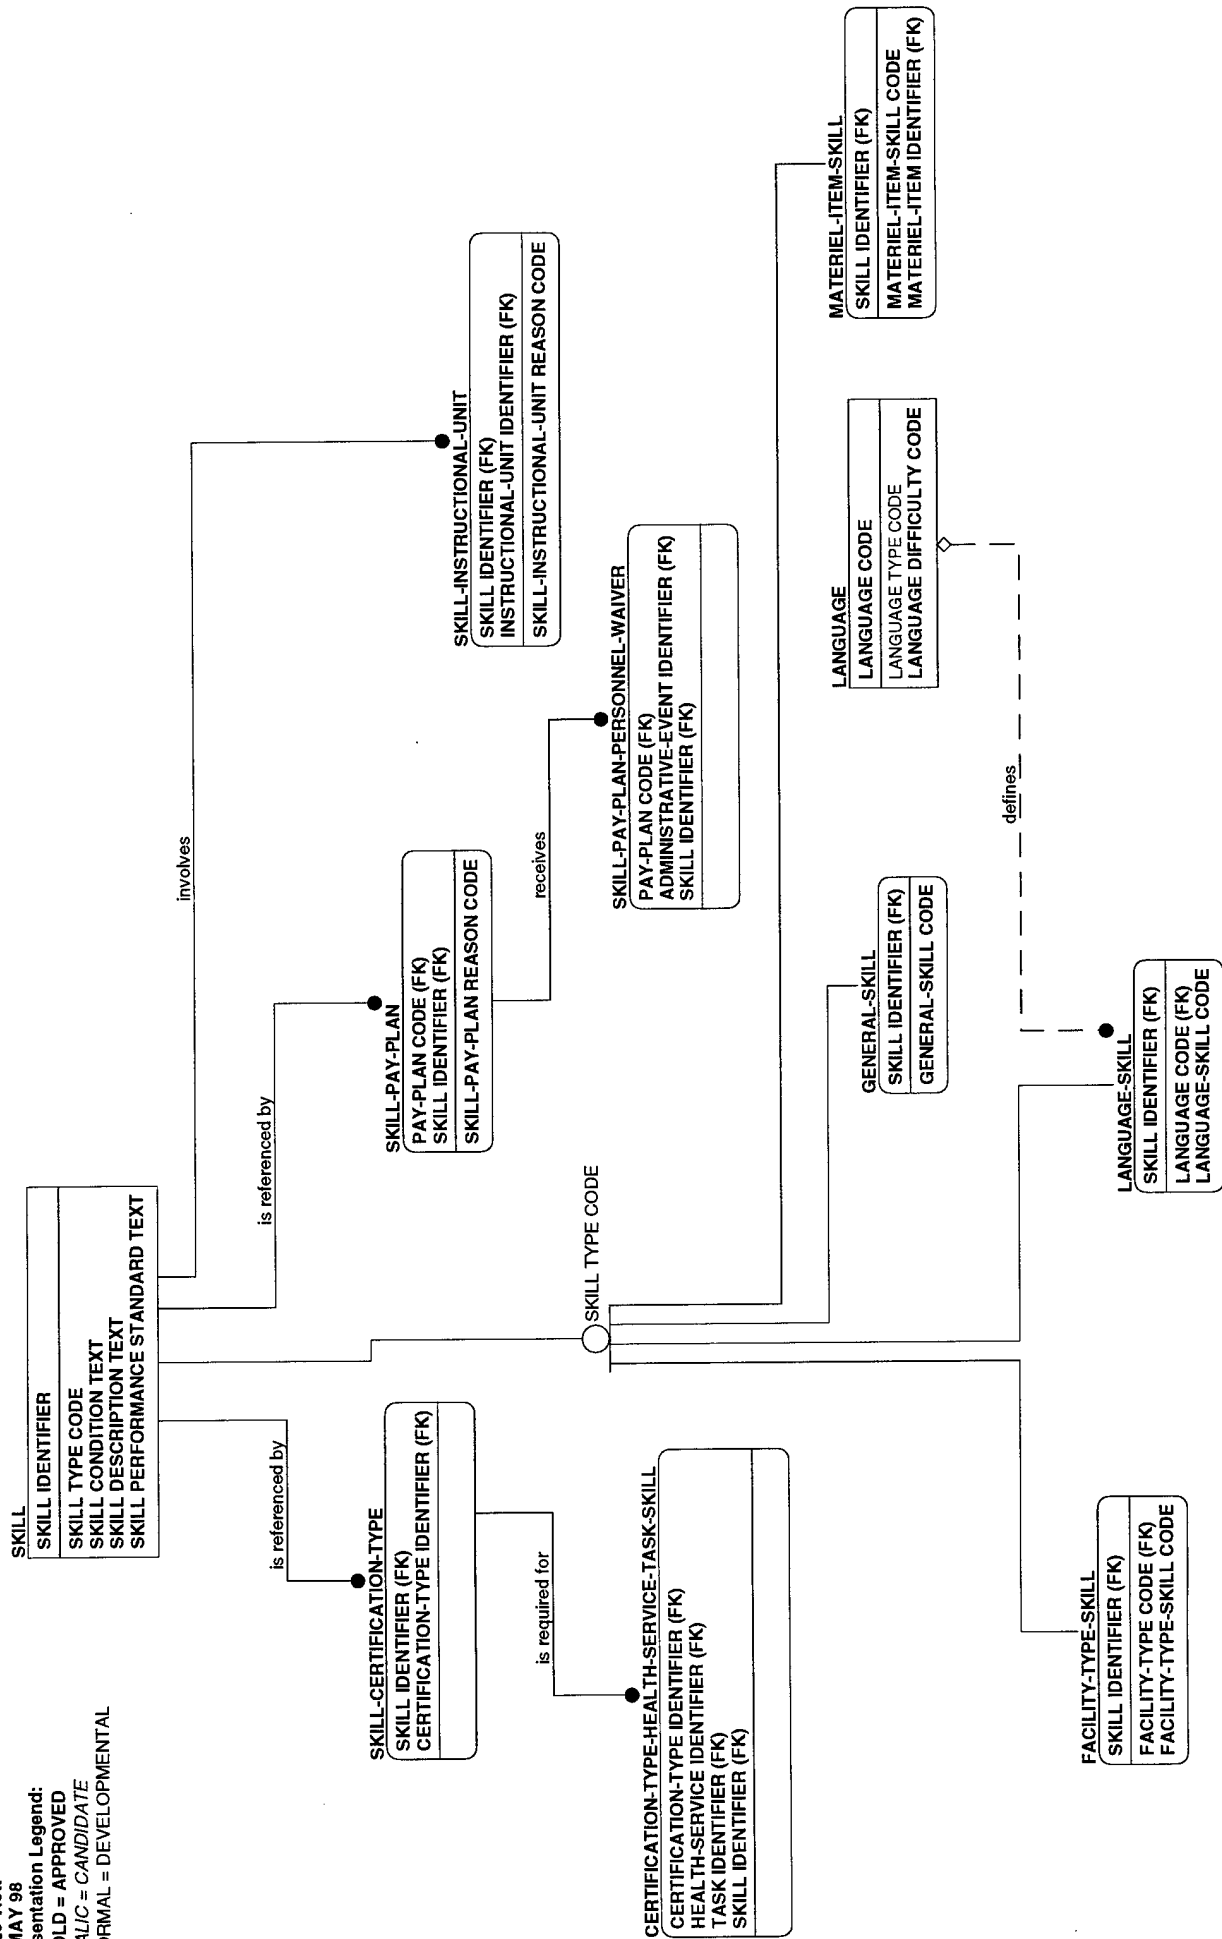 MAY 98
sentation Legend:
OLD = APPROVED
ALIC = CANDIDATE
ORMAL = DEVELOPMENTAL
SKILL
SKILL IDENTIFIER
SKILL TYPE CODE
SKILL CONDITION TEXT
SKILL DESCRIPTION TEXT
SKILL PERFORMANCE STANDARD TEXT
is referenced by
is referenced by
involves
SKILL-CERTIFICATION-TYPE
SKILL IDENTIFIER (FK)
CERTIFICATION-TYPE IDENTIFIER (FK)
SKILL-PAY-PLAN
PAY-PLAN CODE (FK)
SKILL IDENTIFIER (FK)
SKILL-PAY-PLAN REASON CODE
SKILL-INSTRUCTIONAL-UNIT
SKILL IDENTIFIER (FK)
INSTRUCTIONAL-UNIT IDENTIFIER (FK)
SKILL-INSTRUCTIONAL-UNIT REASON CODE
is required for
receives
SKILL TYPE CODE
SKILL-PAY-PLAN-PERSONNEL-WAIVER
PAY-PLAN CODE (FK)
ADMINISTRATIVE-EVENT IDENTIFIER (FK)
SKILL IDENTIFIER (FK)
CERTIFICATION-TYPE-HEALTH-SERVICE-TASK-SKILL
CERTIFICATION-TYPE IDENTIFIER (FK)
HEALTH-SERVICE IDENTIFIER (FK)
TASK IDENTIFIER (FK)
SKILL IDENTIFIER (FK)
GENERAL-SKILL
SKILL IDENTIFIER (FK)
GENERAL-SKILL CODE
LANGUAGE
LANGUAGE CODE
LANGUAGE TYPE CODE
LANGUAGE DIFFICULTY CODE
MATERIEL-ITEM-SKILL
SKILL IDENTIFIER (FK)
MATERIEL-ITEM-SKILL CODE
MATERIEL-ITEM IDENTIFIER (FK)
defines
FACILITY-TYPE-SKILL
SKILL IDENTIFIER (FK)
FACILITY-TYPE CODE (FK)
FACILITY-TYPE-SKILL CODE
LANGUAGE-SKILL
SKILL IDENTIFIER (FK)
LANGUAGE CODE (FK)
LANGUAGE-SKILL CODE